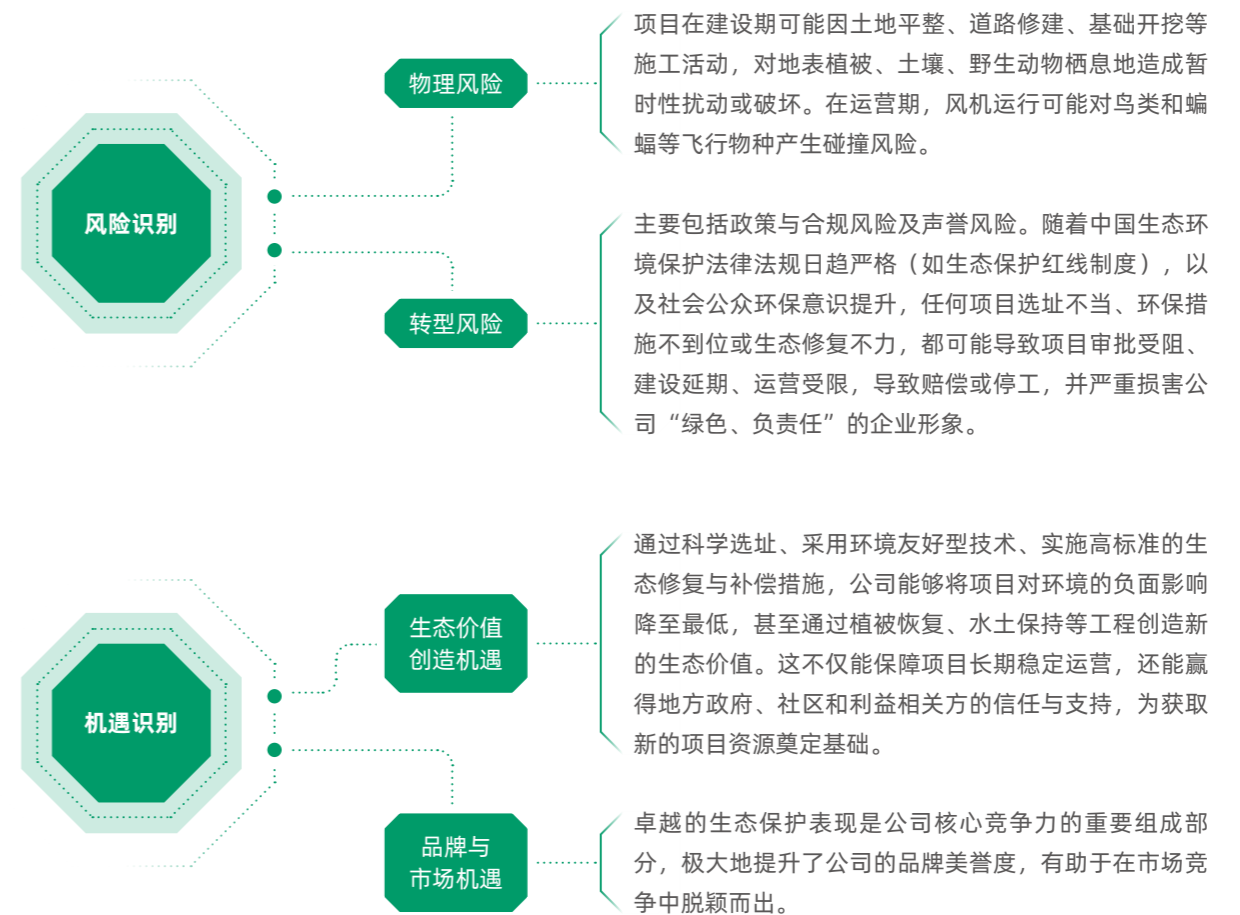 风险识别
物理风险
项目在建设期可能因土地平整、道路修建、基础开挖等
施工活动，对地表植被、土壤、野生动物栖息地造成暂
时性扰动或破坏。在运营期，风机运行可能对鸟类和蝙
蝠等飞行物种产生碰撞风险。
转型风险
主要包括政策与合规风险及声誉风险。随着中国生态环
境保护法律法规日趋严格（如生态保护红线制度），以
及社会公众环保意识提升，任何项目选址不当、环保措
施不到位或生态修复不力，都可能导致项目审批受阻、
建设延期、运营受限，导致赔偿或停工，并严重损害公
司“绿色、负责任”的企业形象。
机遇识别
生态价值
创造机遇
通过科学选址、采用环境友好型技术、实施高标准的生
态修复与补偿措施，公司能够将项目对环境的负面影响
降至最低，甚至通过植被恢复、水土保持等工程创造新
的生态价值。这不仅能保障项目长期稳定运营，还能赢
得地方政府、社区和利益相关方的信任与支持，为获取
新的项目资源奠定基础。
品牌与
市场机遇
卓越的生态保护表现是公司核心竞争力的重要组成部
分，极大地提升了公司的品牌美誉度，有助于在市场竞
争中脱颖而出。